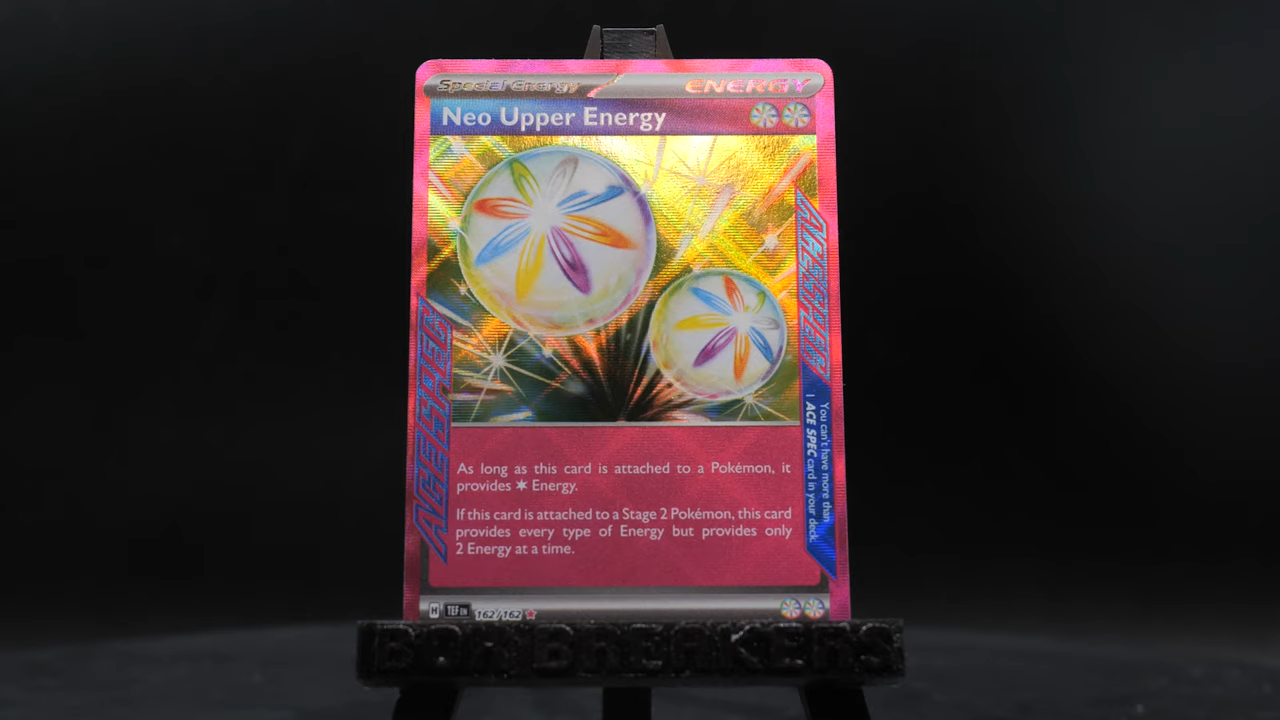 Special Energy ENERGY
Neo Upper Energy
ACE SPEC
ACE SPEC
You can't have more than
1 ACE SPEC card in your deck.
As long as this card is attached to a Pokémon, it
provides Energy.
If this card is attached to a Stage 2 Pokémon, this card
provides every type of Energy but provides only
2 Energy at a time.
H TEF EN 162/162
BOX BREAKERS